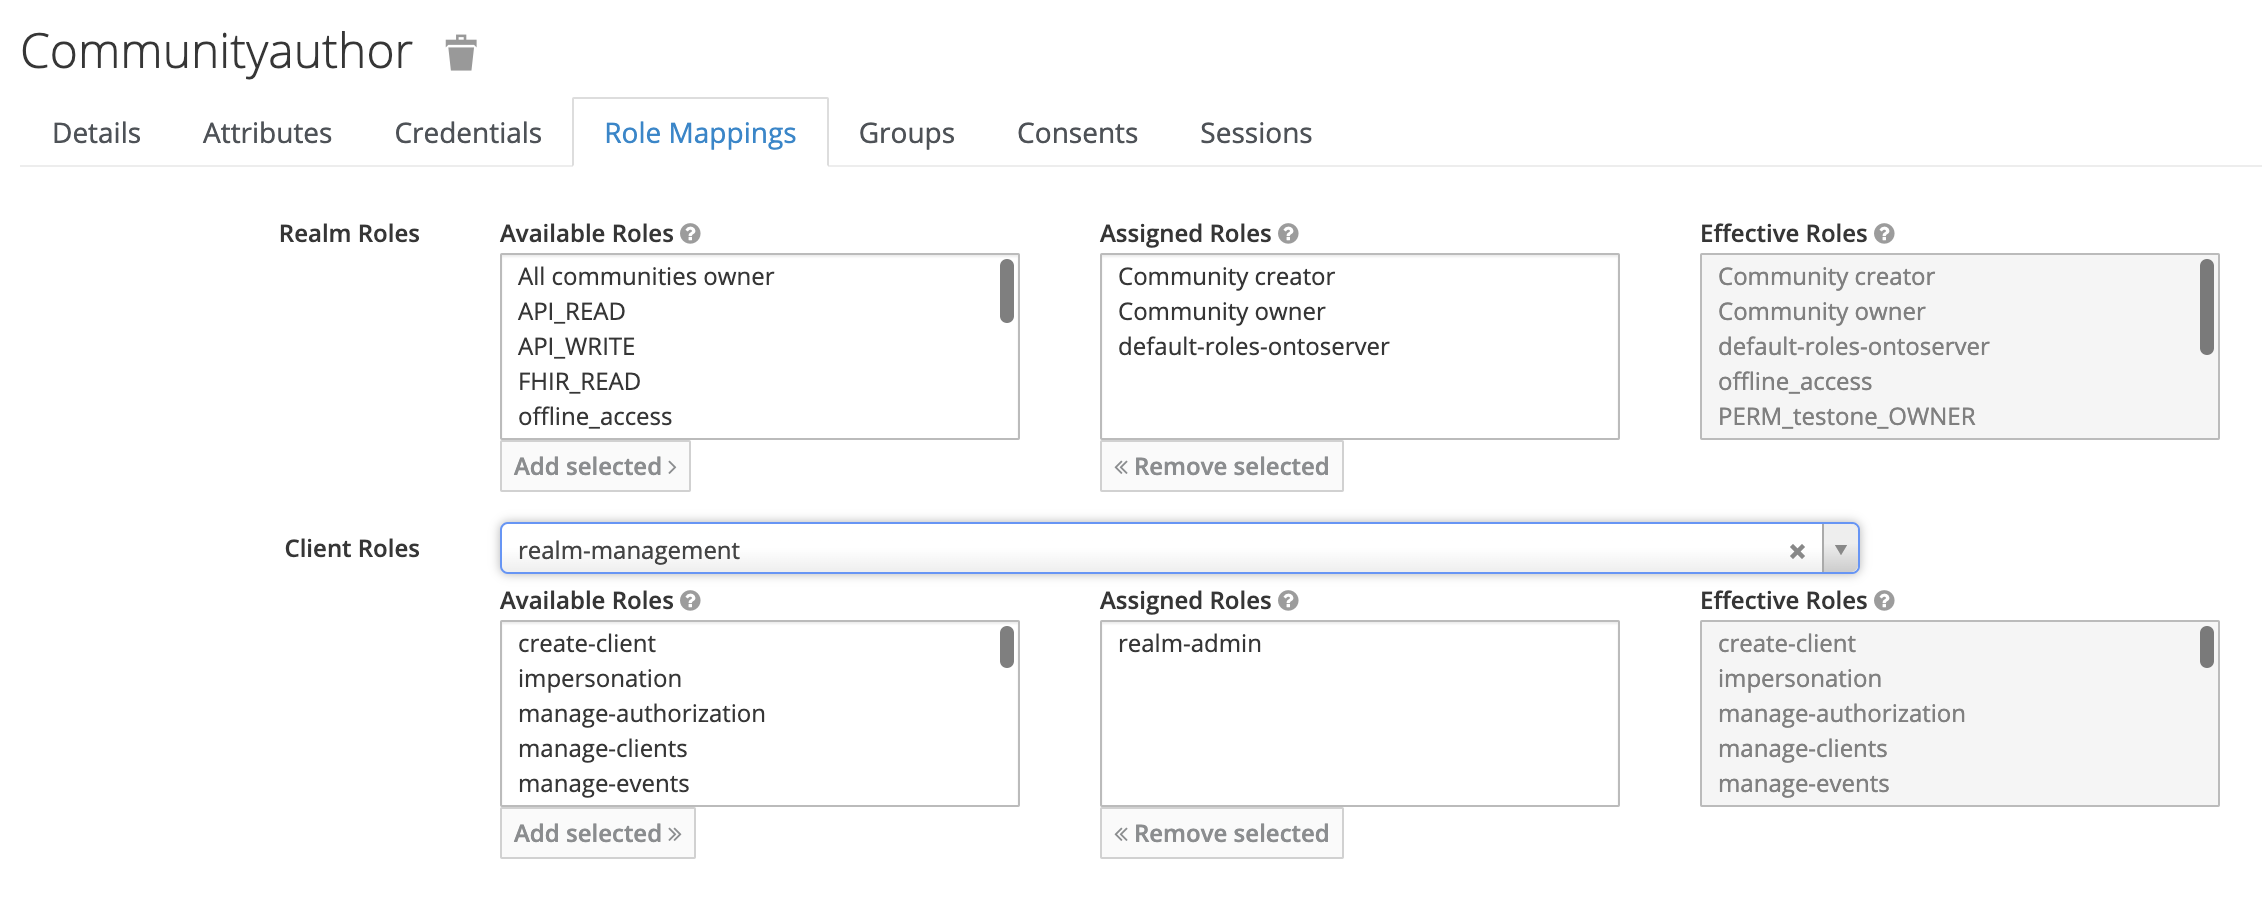 Communityauthor
Details Attributes Credentials Role Mappings Groups Consents Sessions
Realm Roles
Available Roles
All communities owner
API_READ
API_WRITE
FHIR_READ
offline_access
Add selected >
Assigned Roles
Community creator
Community owner
default-roles-ontoserver
« Remove selected
Effective Roles
Community creator
Community owner
default-roles-ontoserver
offline_access
PERM_testone_OWNER
Client Roles
realm-management
Available Roles
create-client
impersonation
manage-authorization
manage-clients
manage-events
Add selected »
Assigned Roles
realm-admin
« Remove selected
Effective Roles
create-client
impersonation
manage-authorization
manage-clients
manage-events